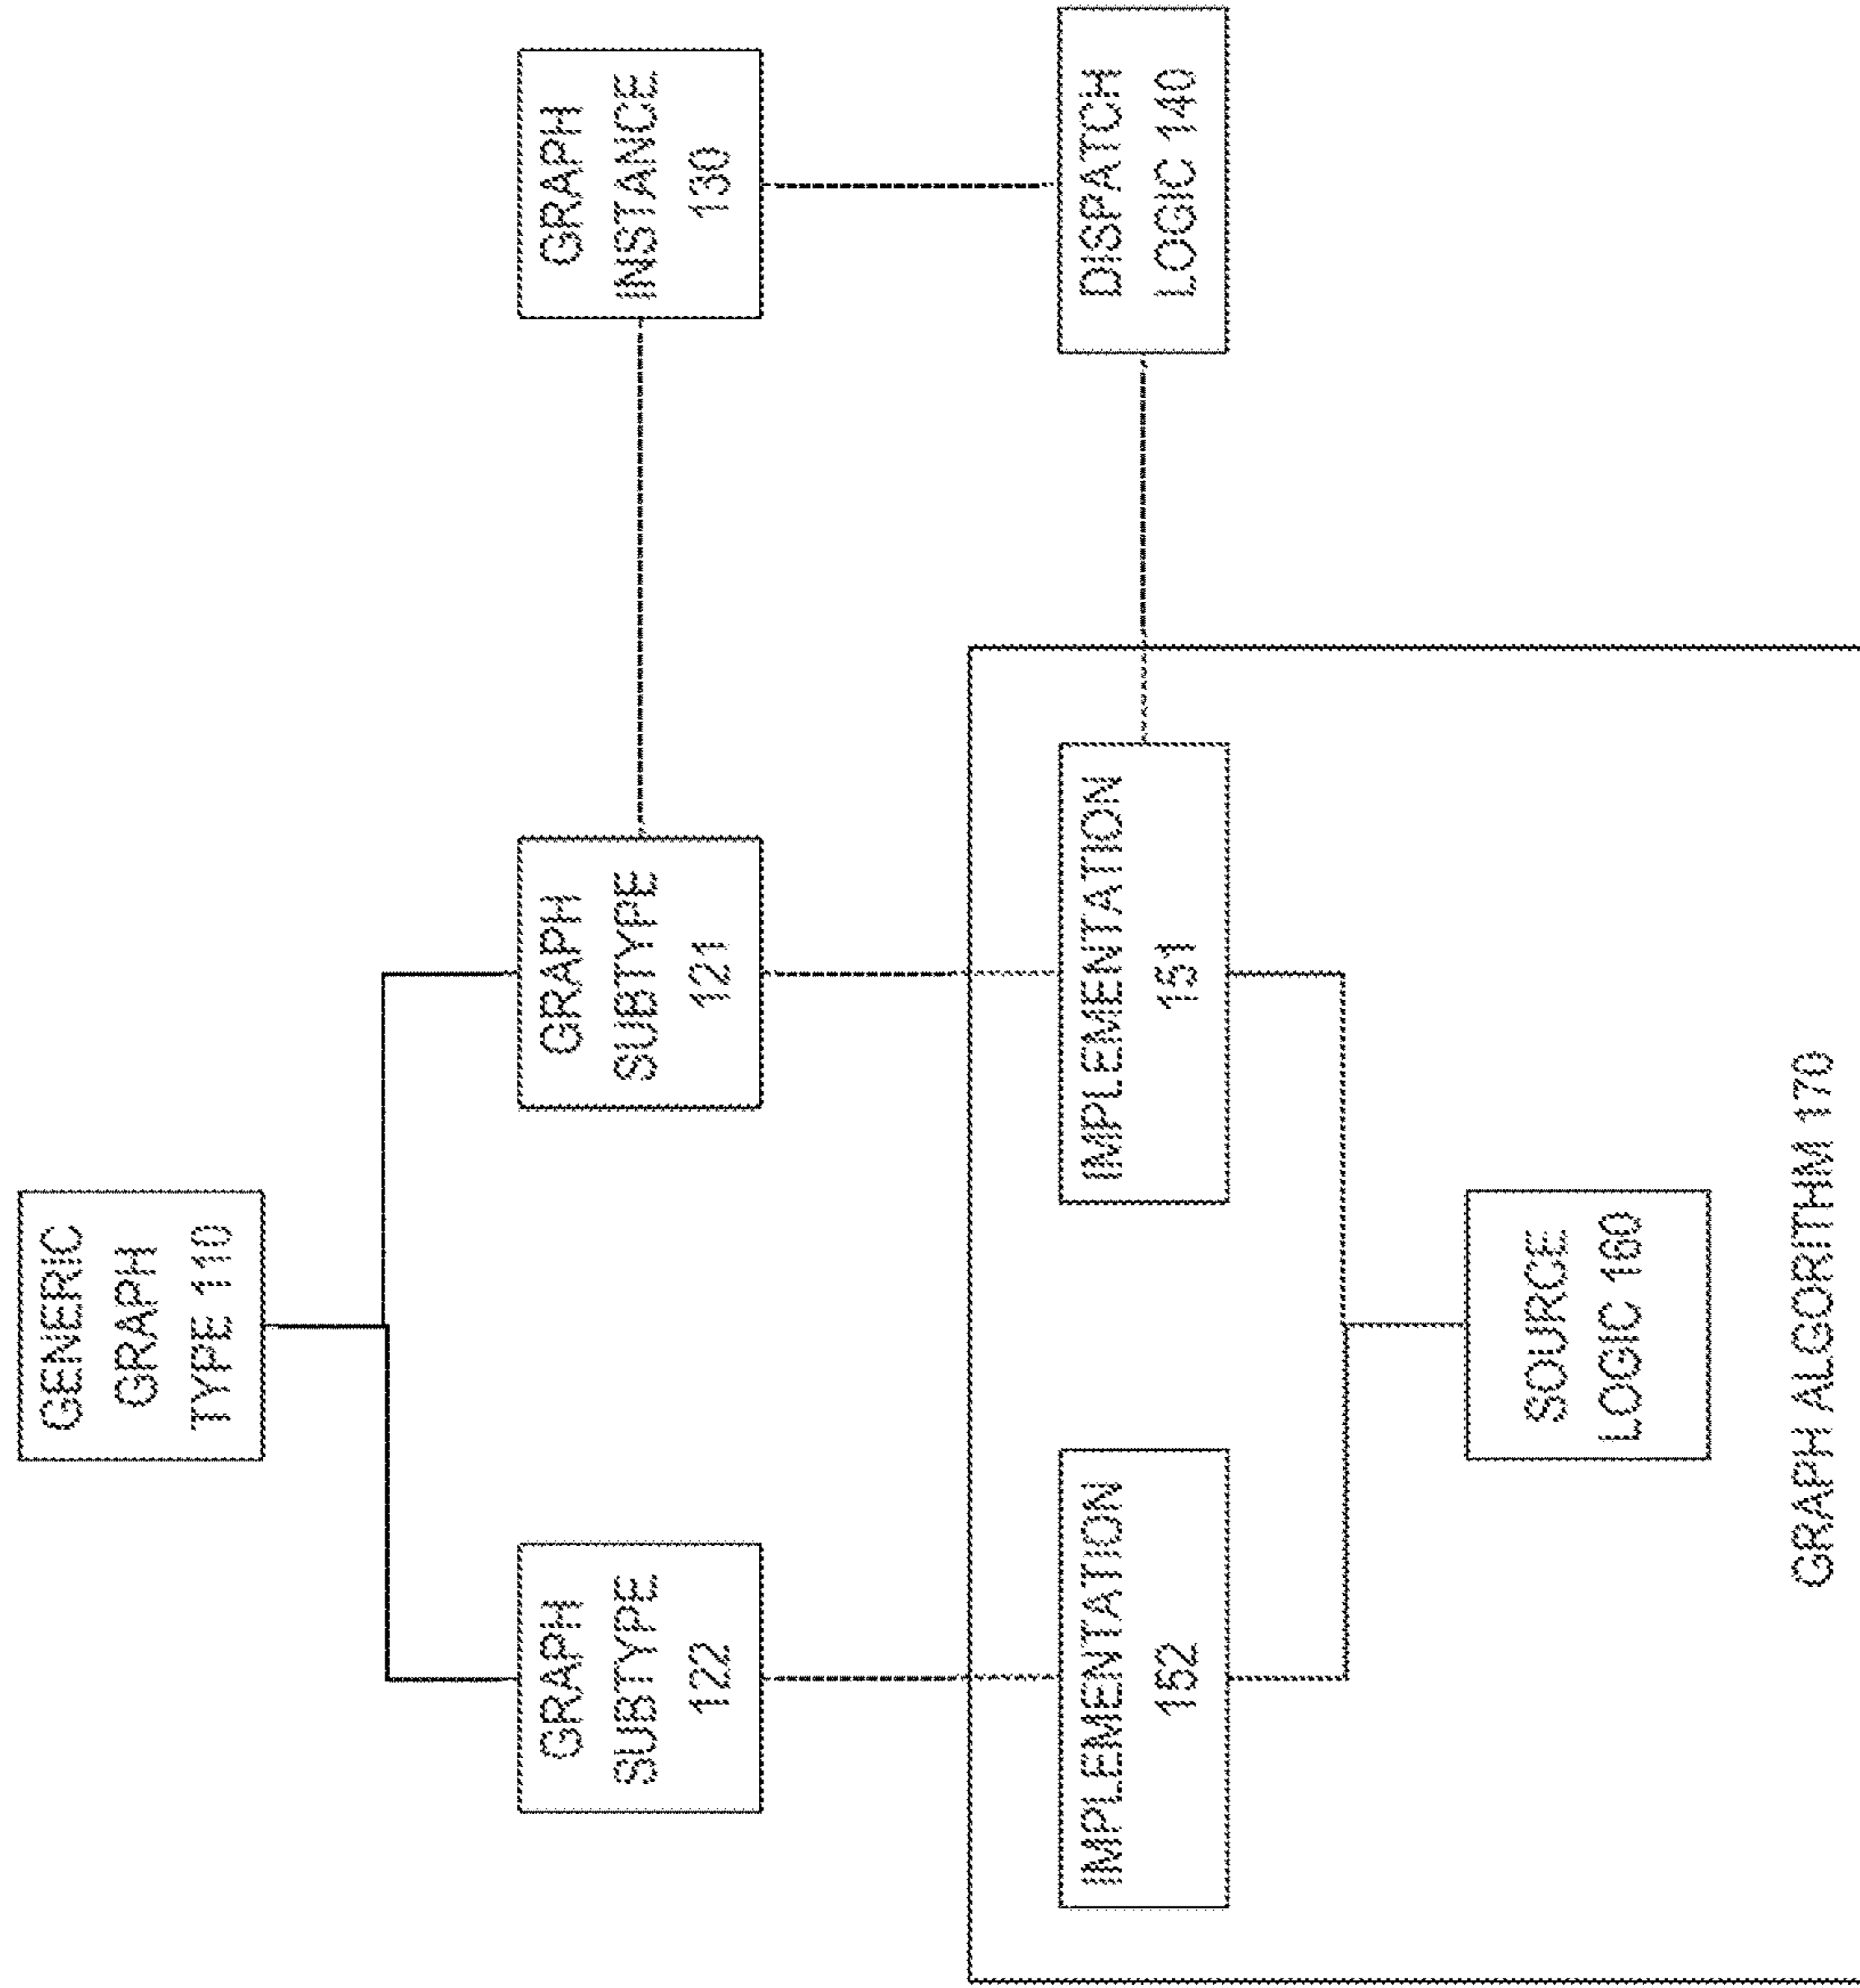 GENERIC
GRAPH
TYPE 110
GRAPH
SUBTYPE
122
GRAPH
SUBTYPE
121
GRAPH
INSTANCE
130
IMPLEMENTATION
152
IMPLEMENTATION
151
DISPATCH
LOGIC 140
SOURCE
LOGIC 160
GRAPH ALGORITHM 170